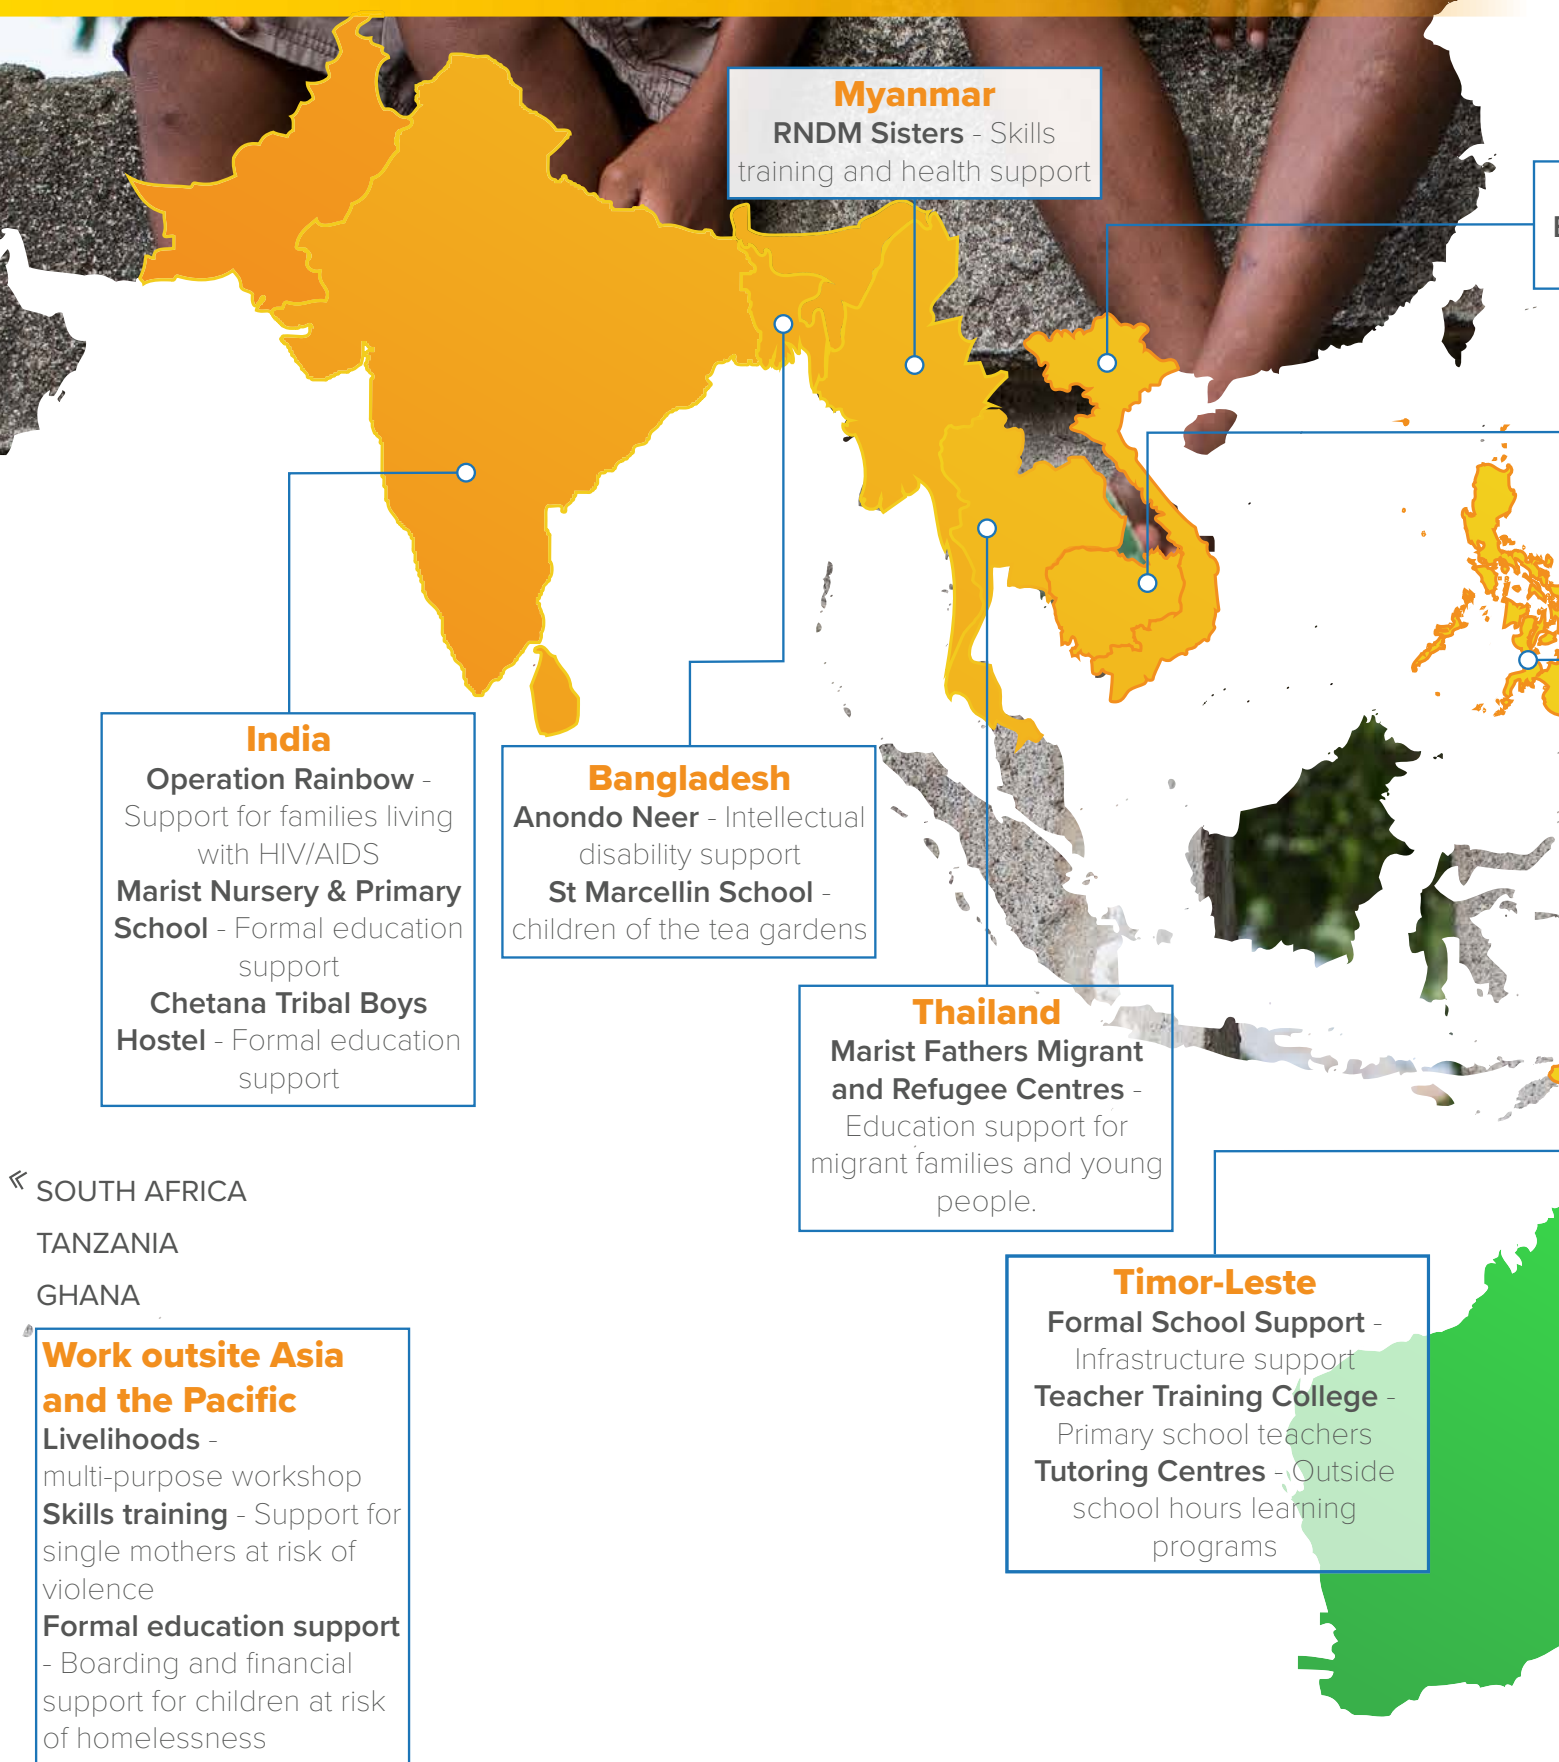 Myanmar
RNDM Sisters - Skills
training and health support
India
Operation Rainbow -
Support for families living
with HIV/AIDS
Marist Nursery & Primary
School - Formal education
support
Chetana Tribal Boys
Hostel - Formal education
support
Bangladesh
Anondo Neer - Intellectual
disability support
St Marcellin School -
children of the tea gardens
Thailand
Marist Fathers Migrant
and Refugee Centres -
Education support for
migrant families and young
people.
Timor-Leste
Formal School Support -
Infrastructure support
Teacher Training College -
Primary school teachers
Tutoring Centres - Outside
school hours learning
programs
« SOUTH AFRICA
TANZANIA
GHANA
Work outsite Asia
and the Pacific
Livelihoods -
multi-purpose workshop
Skills training - Support for
single mothers at risk of
violence
Formal education support
- Boarding and financial
support for children at risk
of homelessness